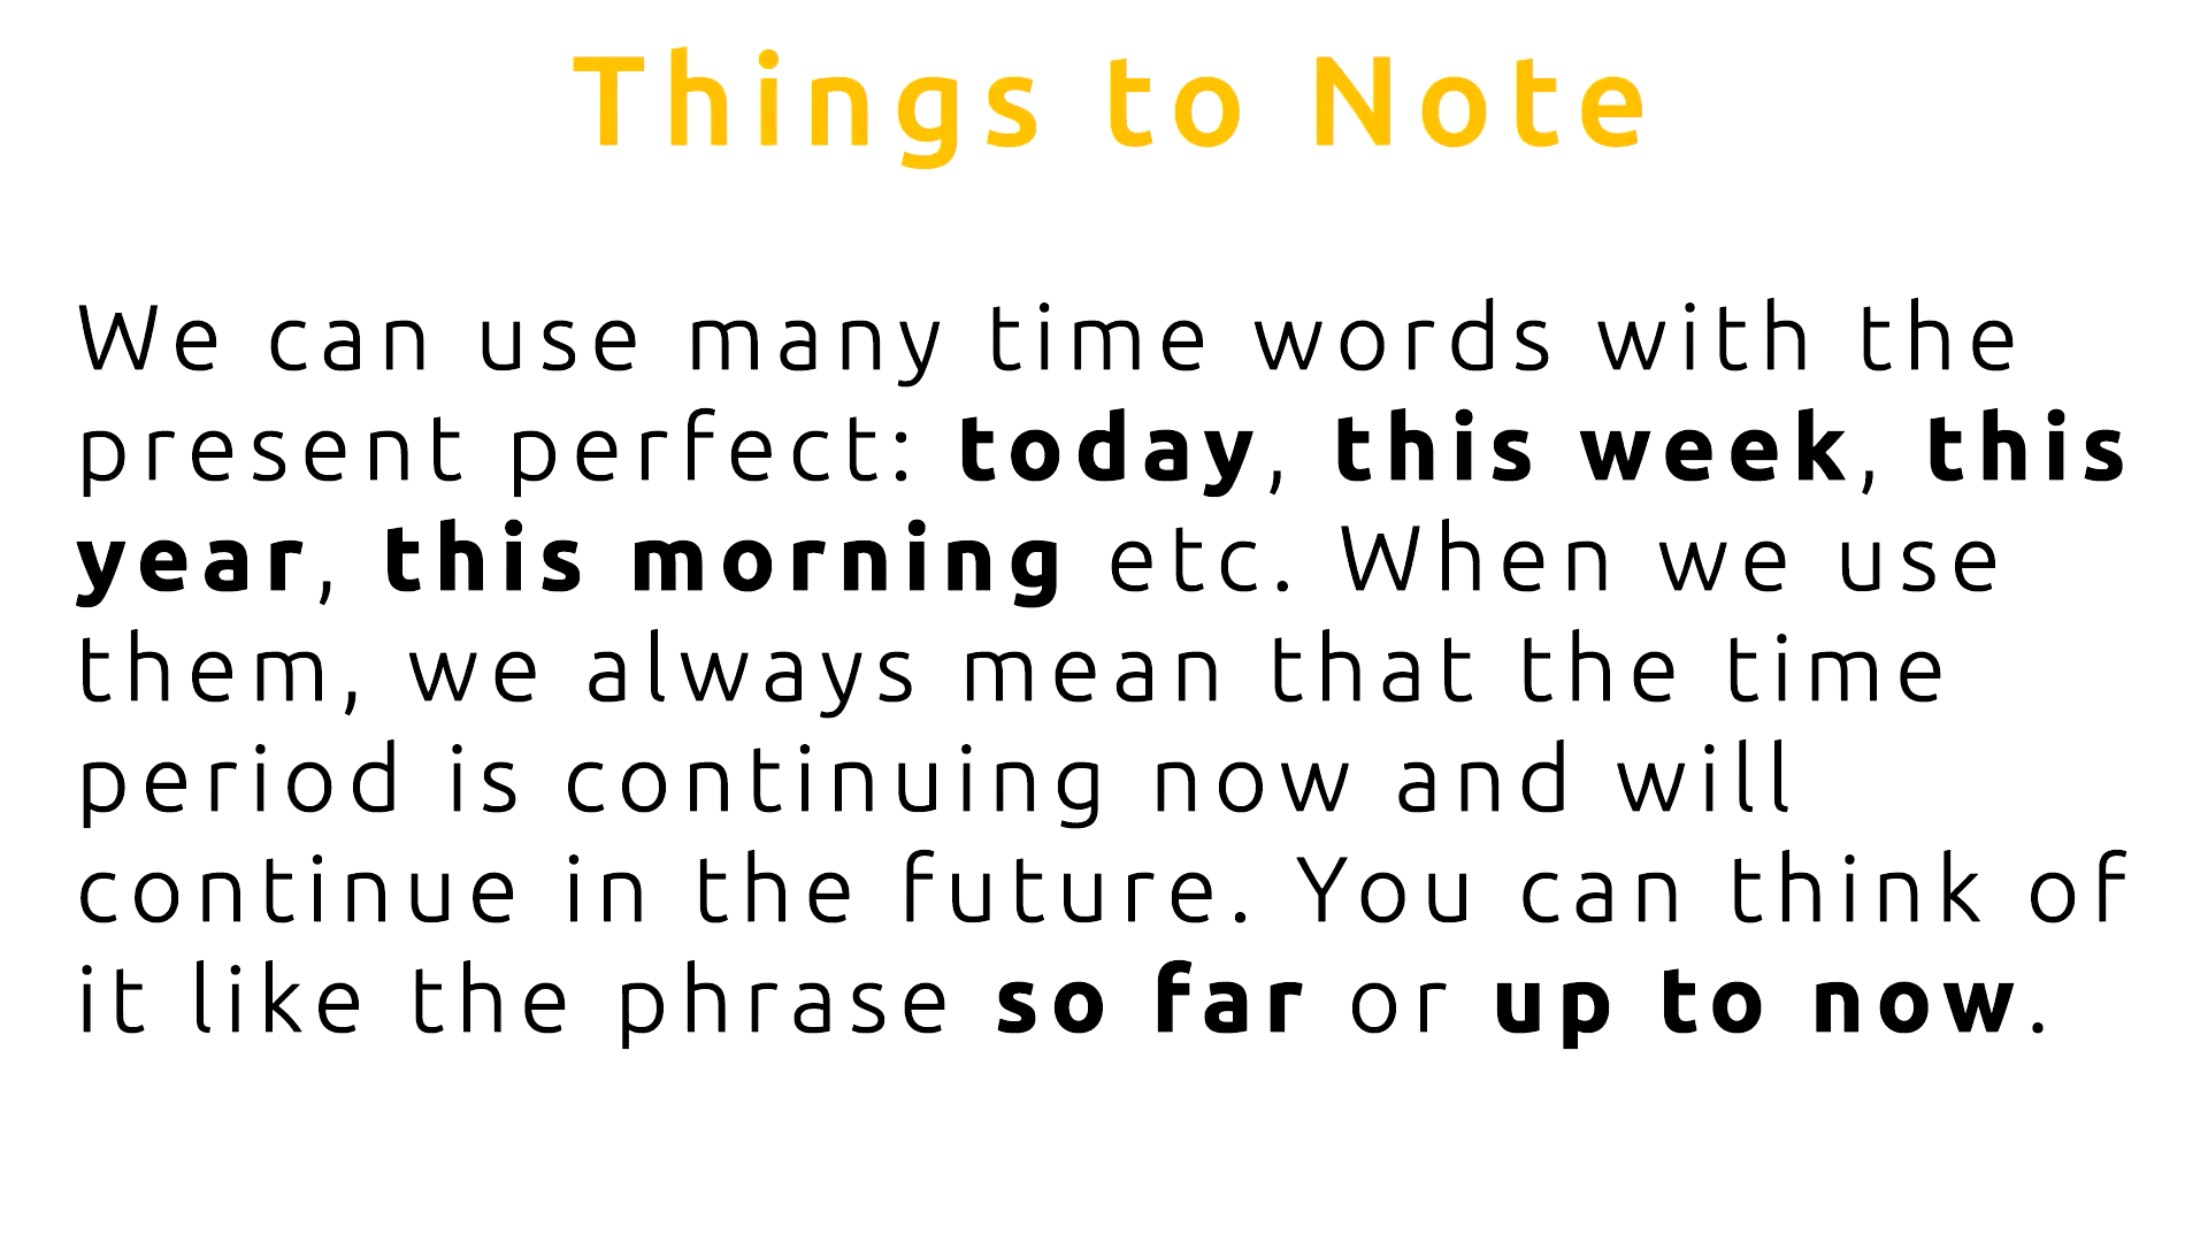 Things to Note
We can use many time words with the
present perfect: today, this week, this
year, this morning etc. When we use
them, we always mean that the time
period is continuing now and will
continue in the future. You can think of
it like the phrase so far or up to now.